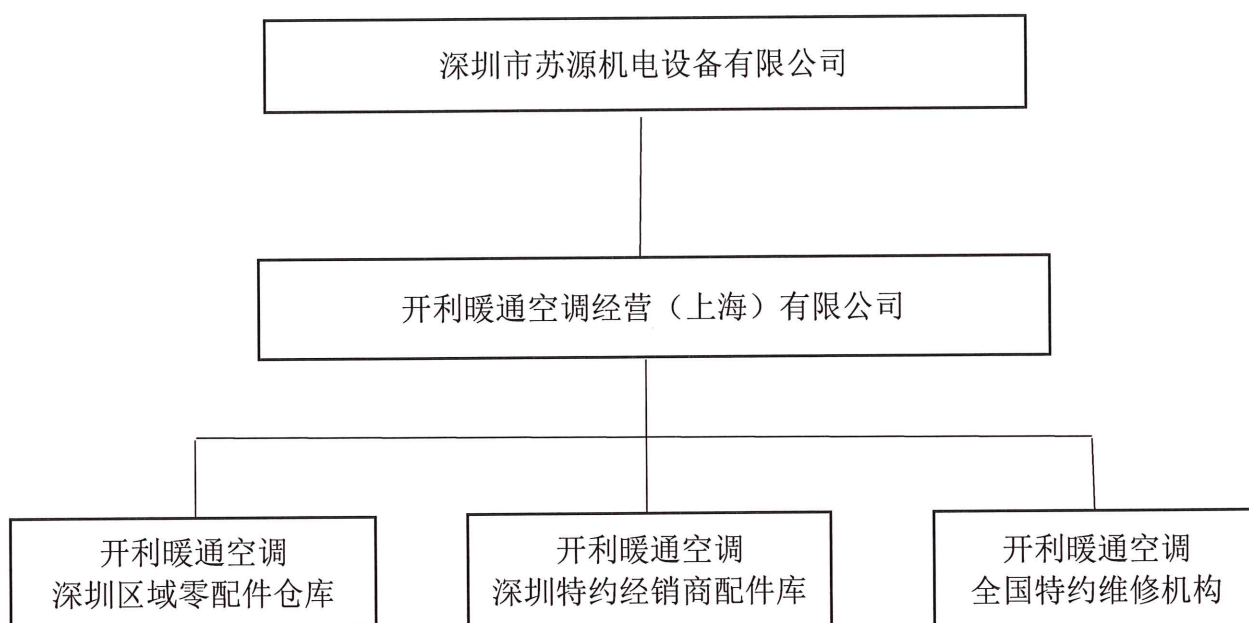 深圳市苏源机电设备有限公司
开利暖通空调经营（上海）有限公司
开利暖通空调
深圳区域零配件仓库
开利暖通空调
深圳特约经销商配件库
开利暖通空调
全国特约维修机构